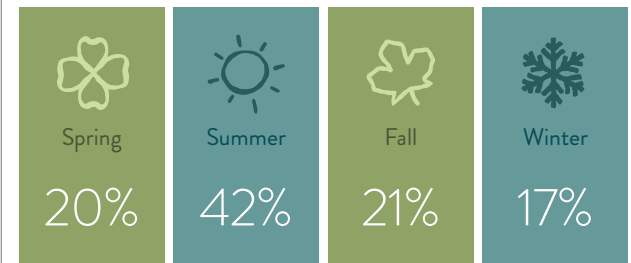 Spring
20%
Summer
42%
Fall
21%
Winter
17%